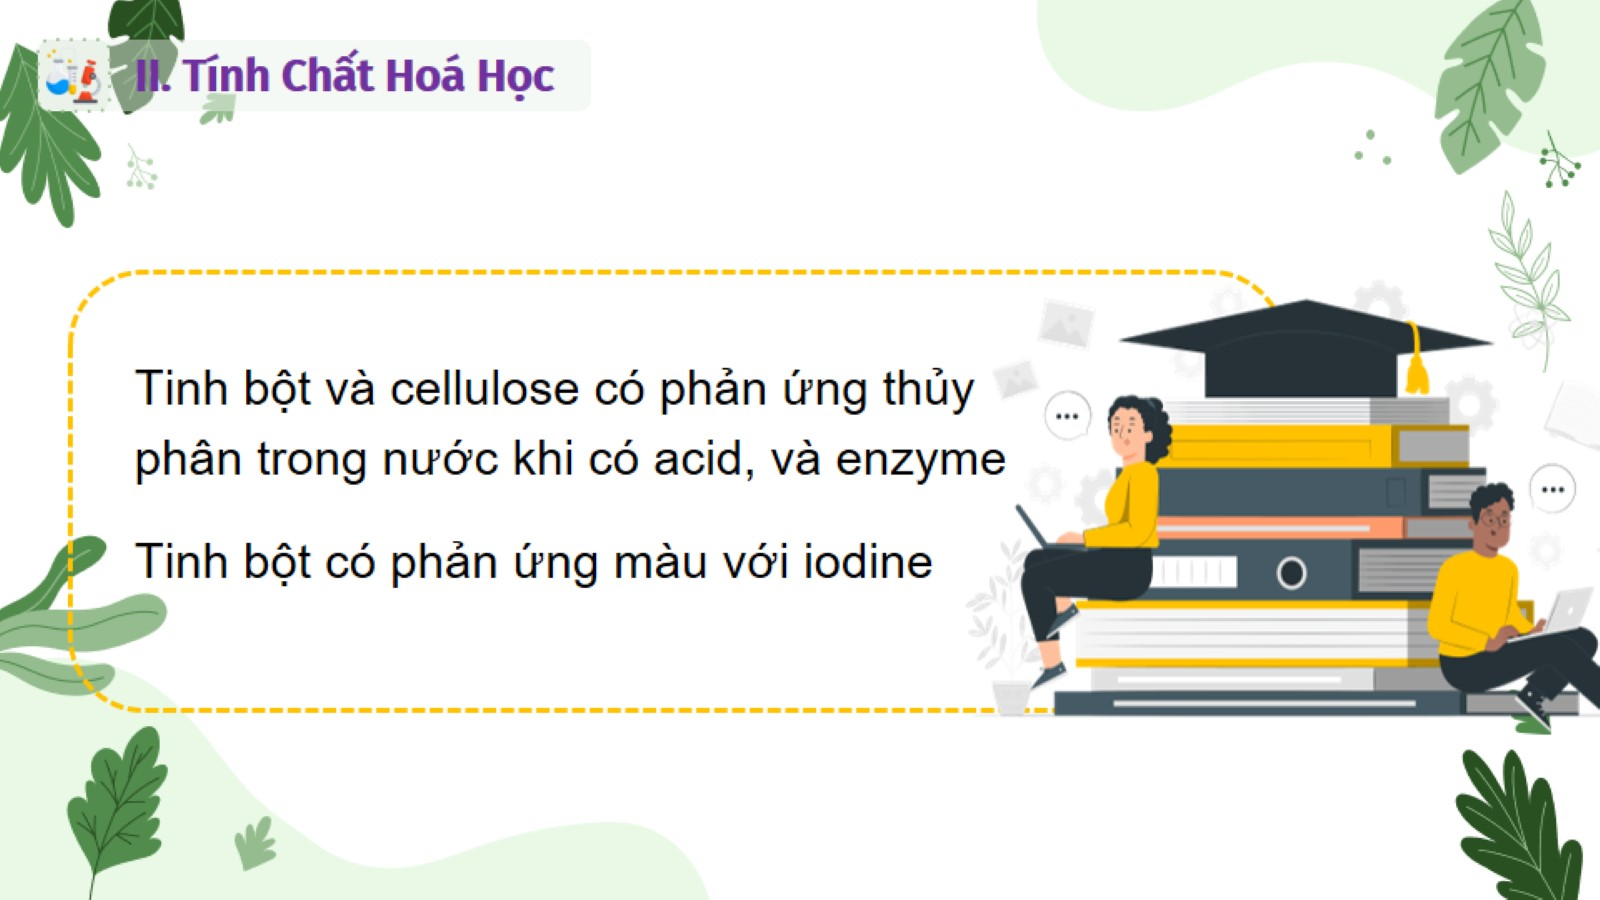 II. Tính Chất Hoá Học
Tinh bột và cellulose có phản ứng thủy
phân trong nước khi có acid, và enzyme
Tinh bột có phản ứng màu với iodine